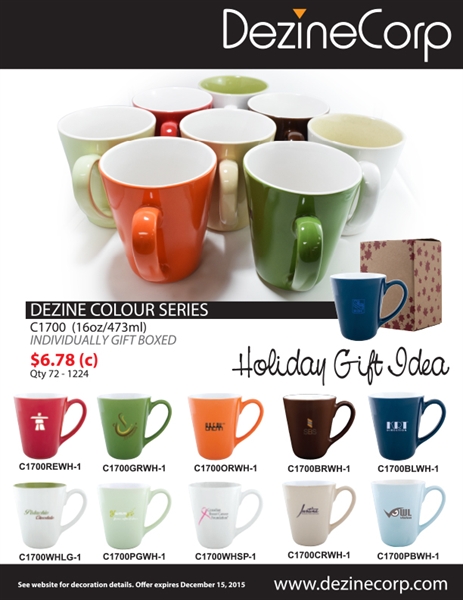 DezineCorp
DEZINE COLOUR SERIES
C1700 (16oz/473ml)
INDIVIDUALLY GIFT BOXED
$6.78 (c)
Qty 72 - 1224
Holiday Gift Idea
C1700REWH-1
C1700GRWH-1
C1700ORWH-1
C1700BRWH-1
C1700BLWH-1
C1700WHLG-1
C1700PGWH-1
C1700WHSP-1
C1700CRWH-1
C1700PBWH-1
See website for decoration details. Offer expires December 15, 2015
www.dezinecorp.com